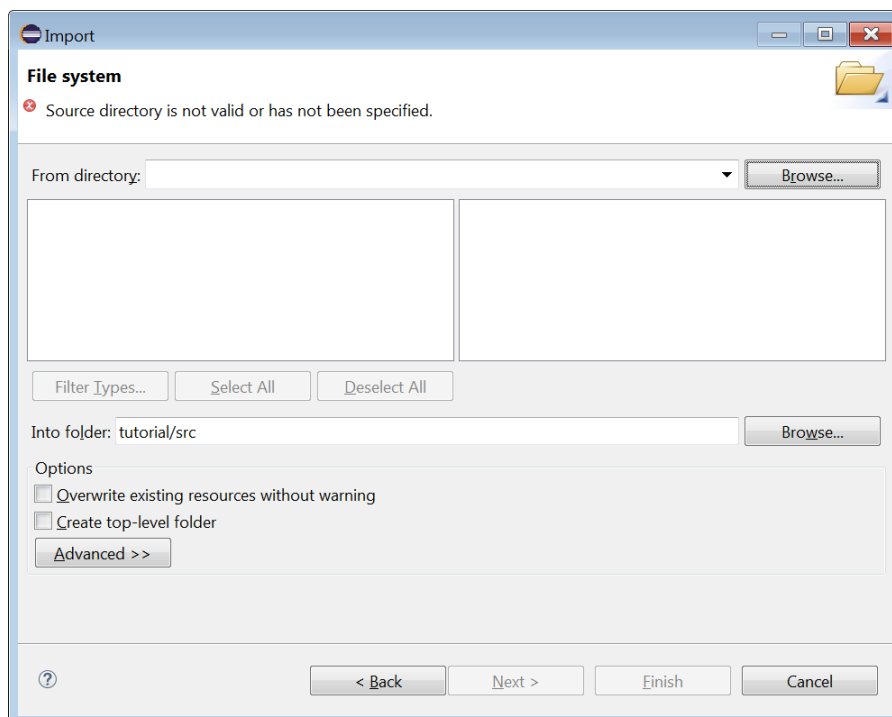 Import
File system
Source directory is not valid or has not been specified.
From directory: Browse...
Filter Types... Select All Deselect All
Into folder: tutorial/src Browse...
Options
Overwrite existing resources without warning
Create top-level folder
Advanced >>
? < Back Next > Finish Cancel